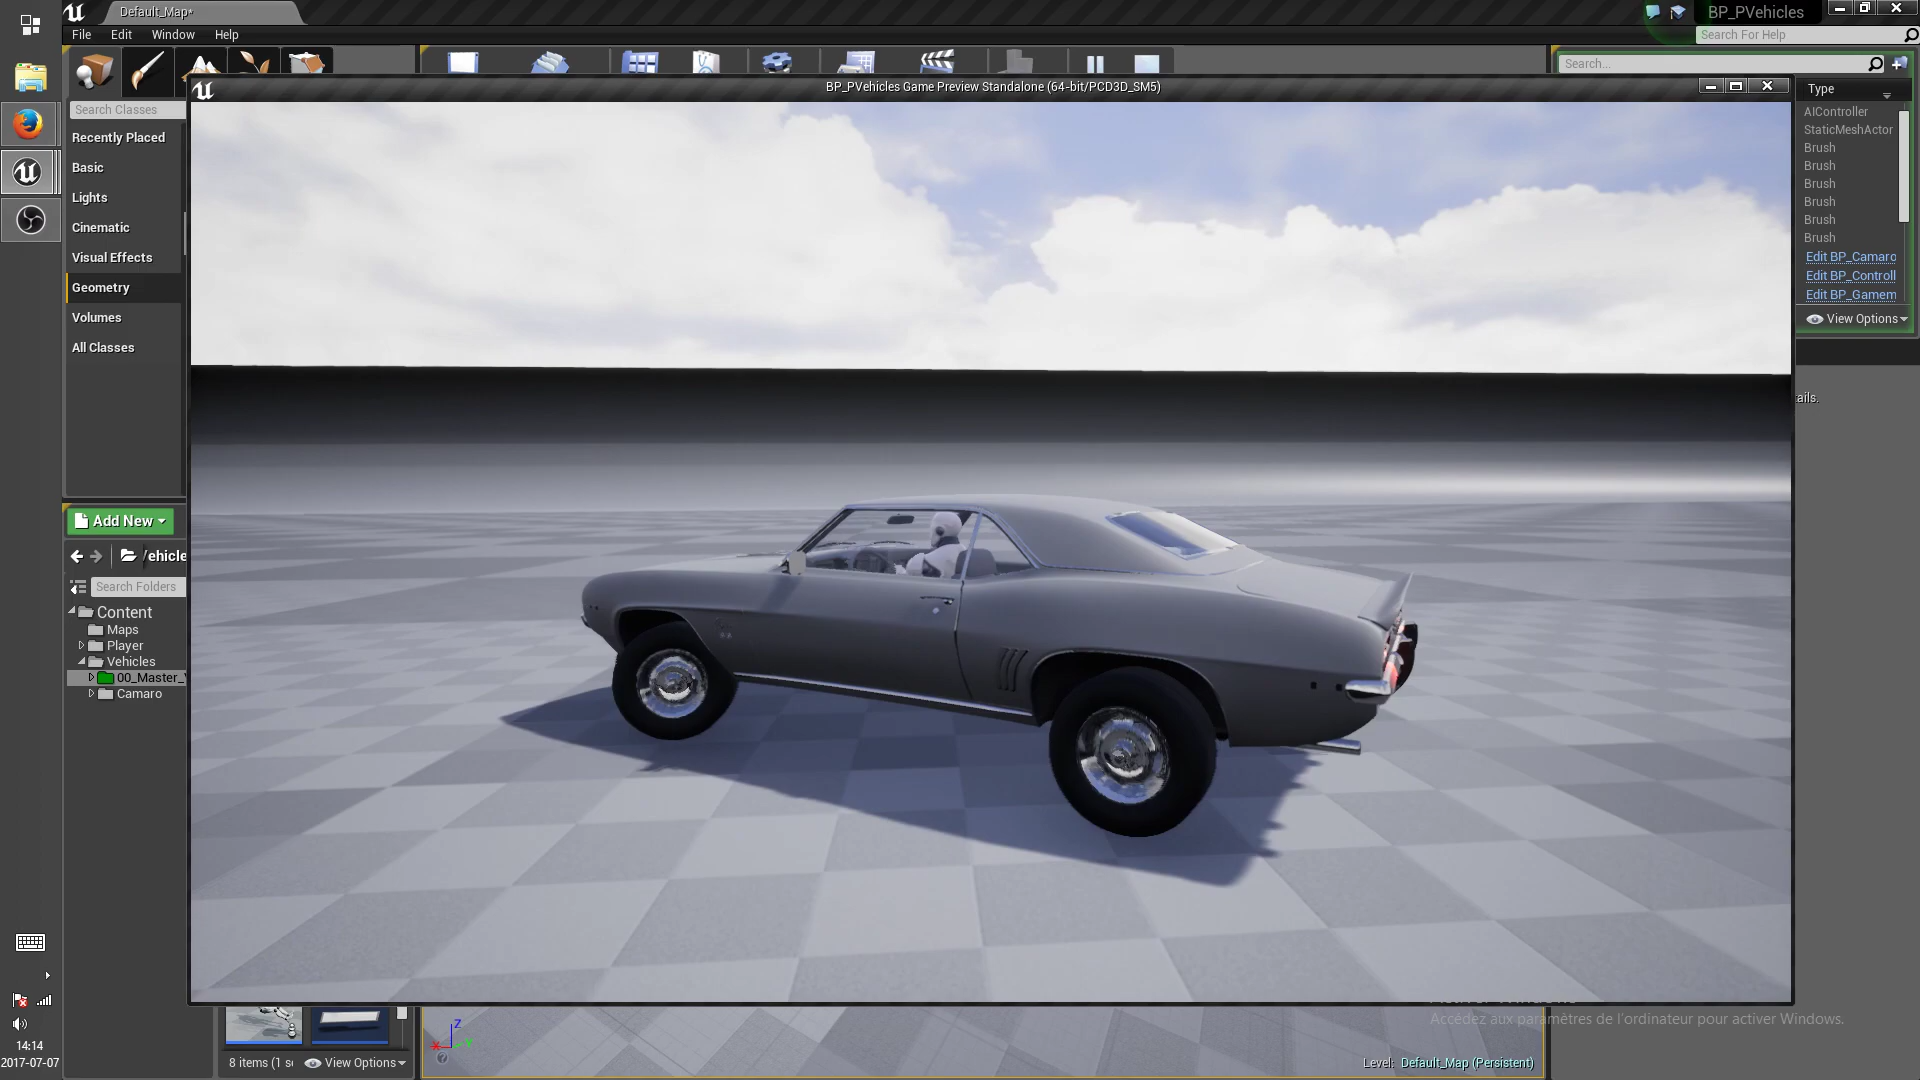 Default_Map*
BP_PVehicles
File Edit Window Help
Search For Help
Search...
BP_PVehicles Game Preview Standalone (64-bit/PCD3D_SM5)
Search Classes
Recently Placed
Basic
Lights
Cinematic
Visual Effects
Geometry
Volumes
All Classes
Type
AIController
StaticMeshActor
Brush
Brush
Brush
Brush
Brush
Brush
Edit BP_Camaro
Edit BP_Controll
Edit BP_Gamem
View Options
ails.
Add New
/ehicle
Search Folders
Content
Maps
Player
Vehicles
00_Master_V
Camaro
14:14
2017-07-07
8 items (1 s
View Options
Z
X
Y
Accédez aux paramètres de l'ordinateur pour activer Windows.
Level: Default_Map (Persistent)